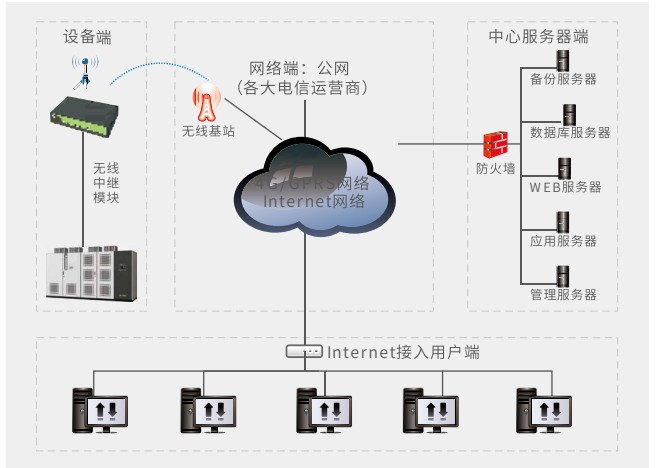 设备端
网络端：公网
（各大电信运营商）
中心服务器端
备份服务器
无线基站
数据库服务器
防火墙
无线
中继
模块
4G/GPRS网络
Internet网络
WEB服务器
应用服务器
管理服务器
Internet接入用户端